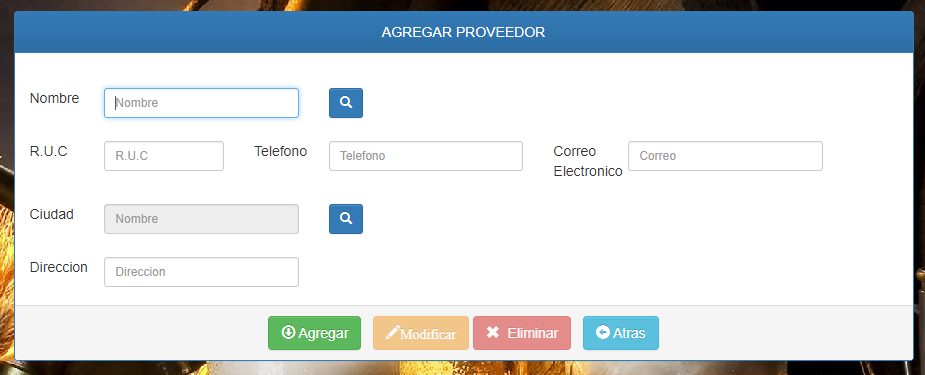 AGREGAR PROVEEDOR
Nombre Nombre
R.U.C R.U.C Telefono Telefono Correo Electronico Correo
Ciudad Nombre
Direccion Direccion
Agregar Modificar Eliminar Atras